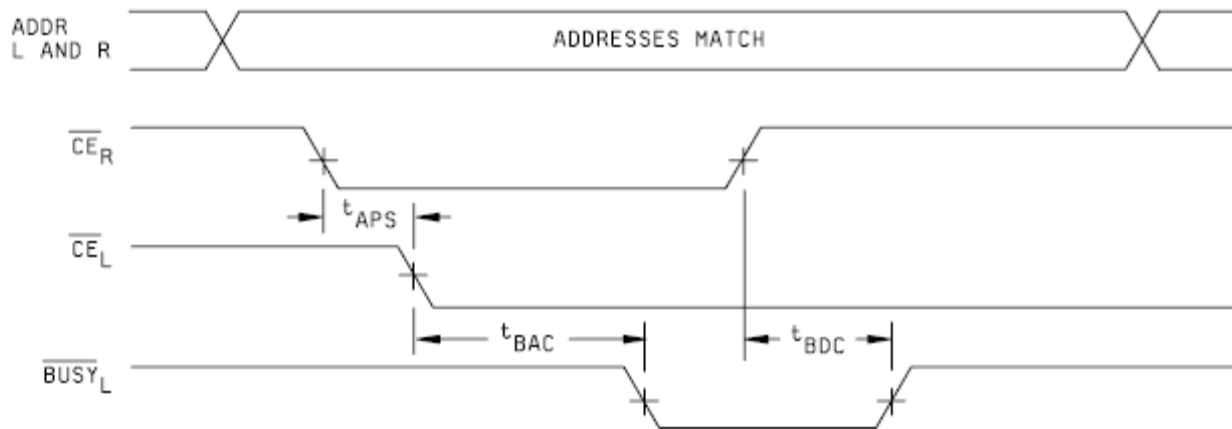 ADDR
L AND R
ADDRESSES MATCH
CE_R
t_APS
CE_L
t_BAC
t_BDC
BUSY_L